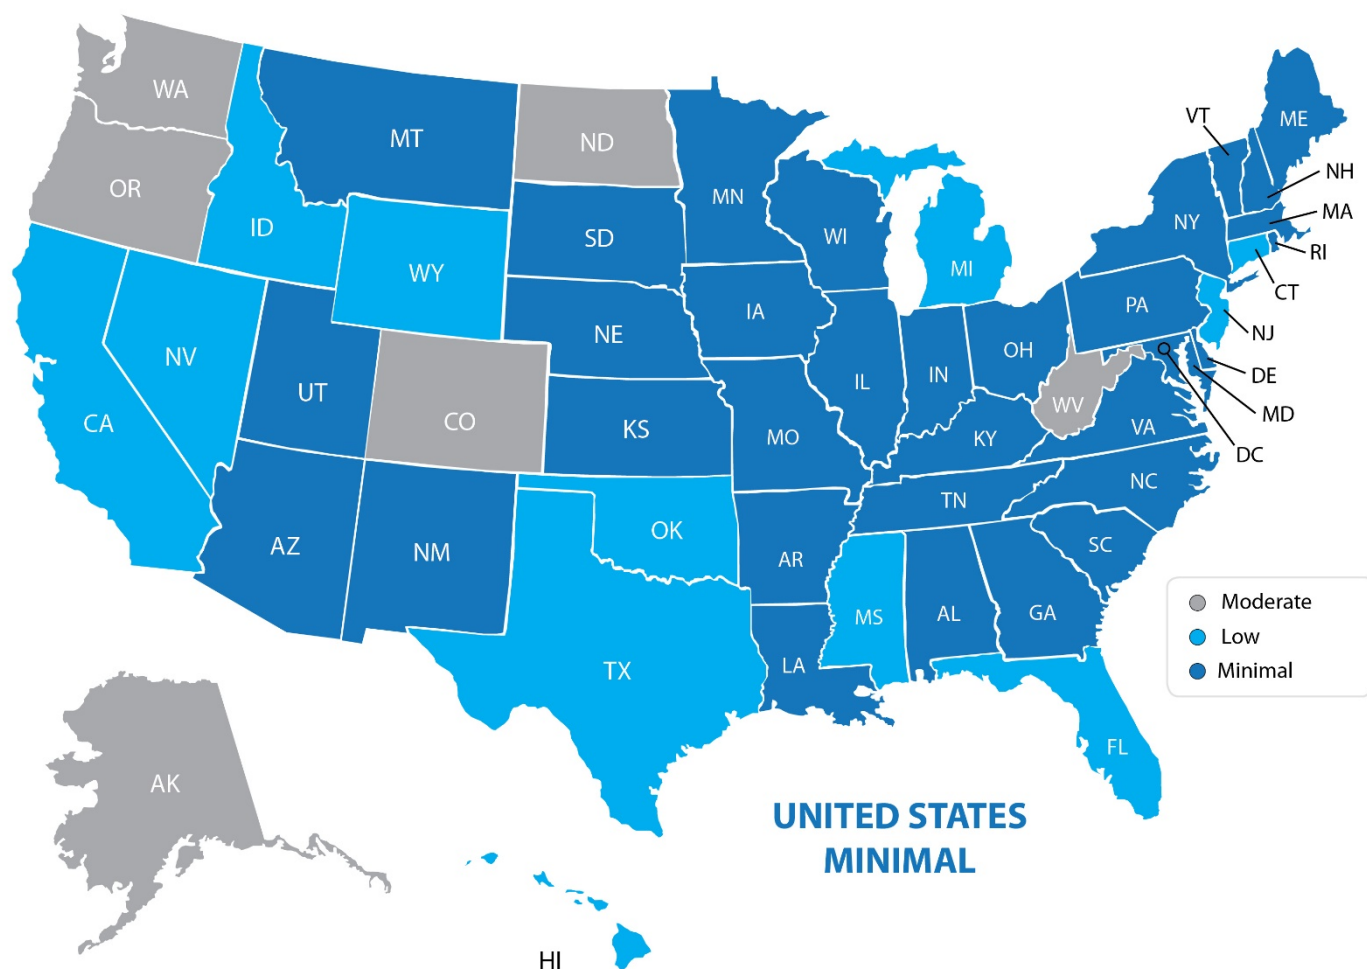 WA
MT
ND
OR
ID
MN
VT
ME
NH
MA
NY
RI
SD
WI
WY
MI
CT
NJ
NE
IA
PA
NV
UT
CO
IL
IN
OH
DE
MD
DC
CA
KS
MO
KY
WV
VA
NC
TN
OK
AZ
NM
AR
SC
MS
AL
GA
TX
LA
FL
Moderate
Low
Minimal
AK
HI
UNITED STATES
MINIMAL